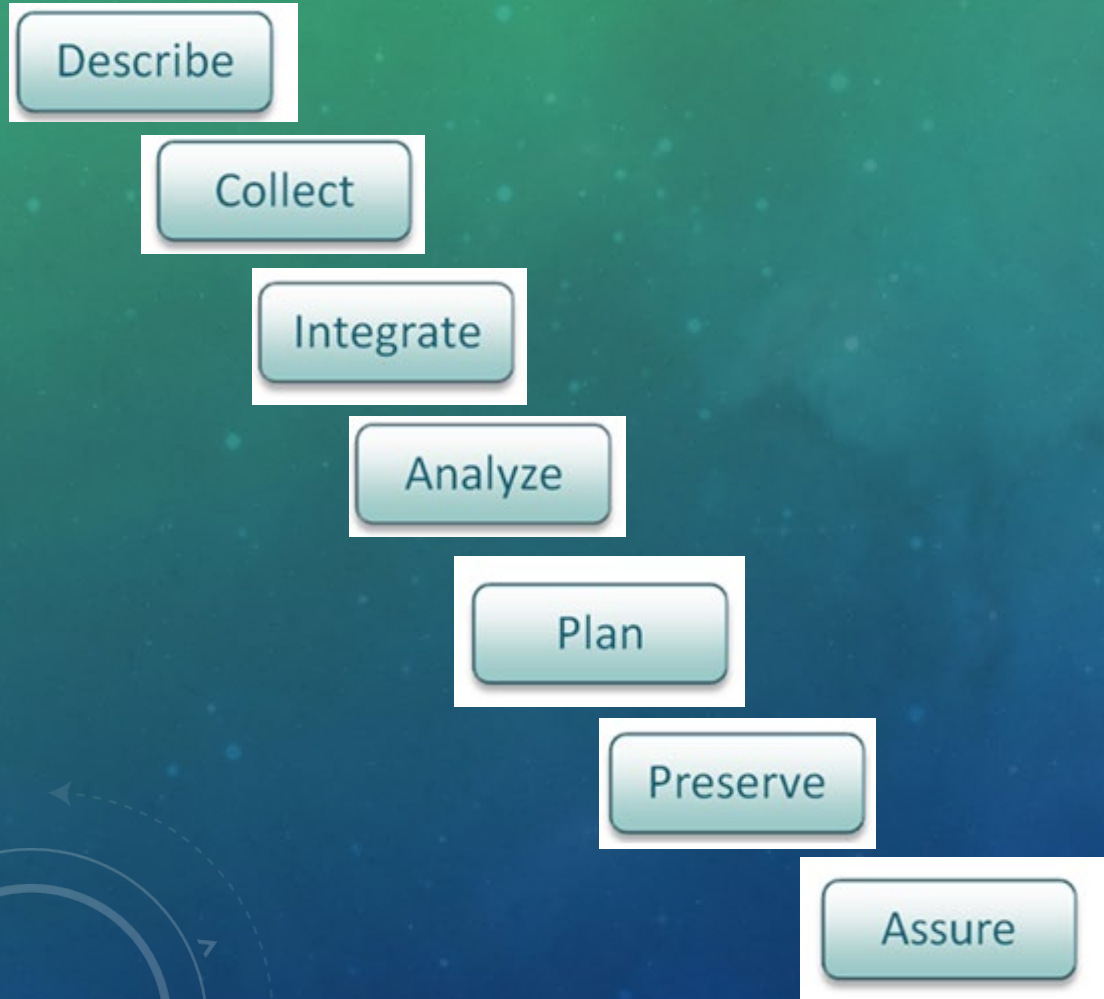 Describe
Collect
Integrate
Analyze
Plan
Preserve
Assure